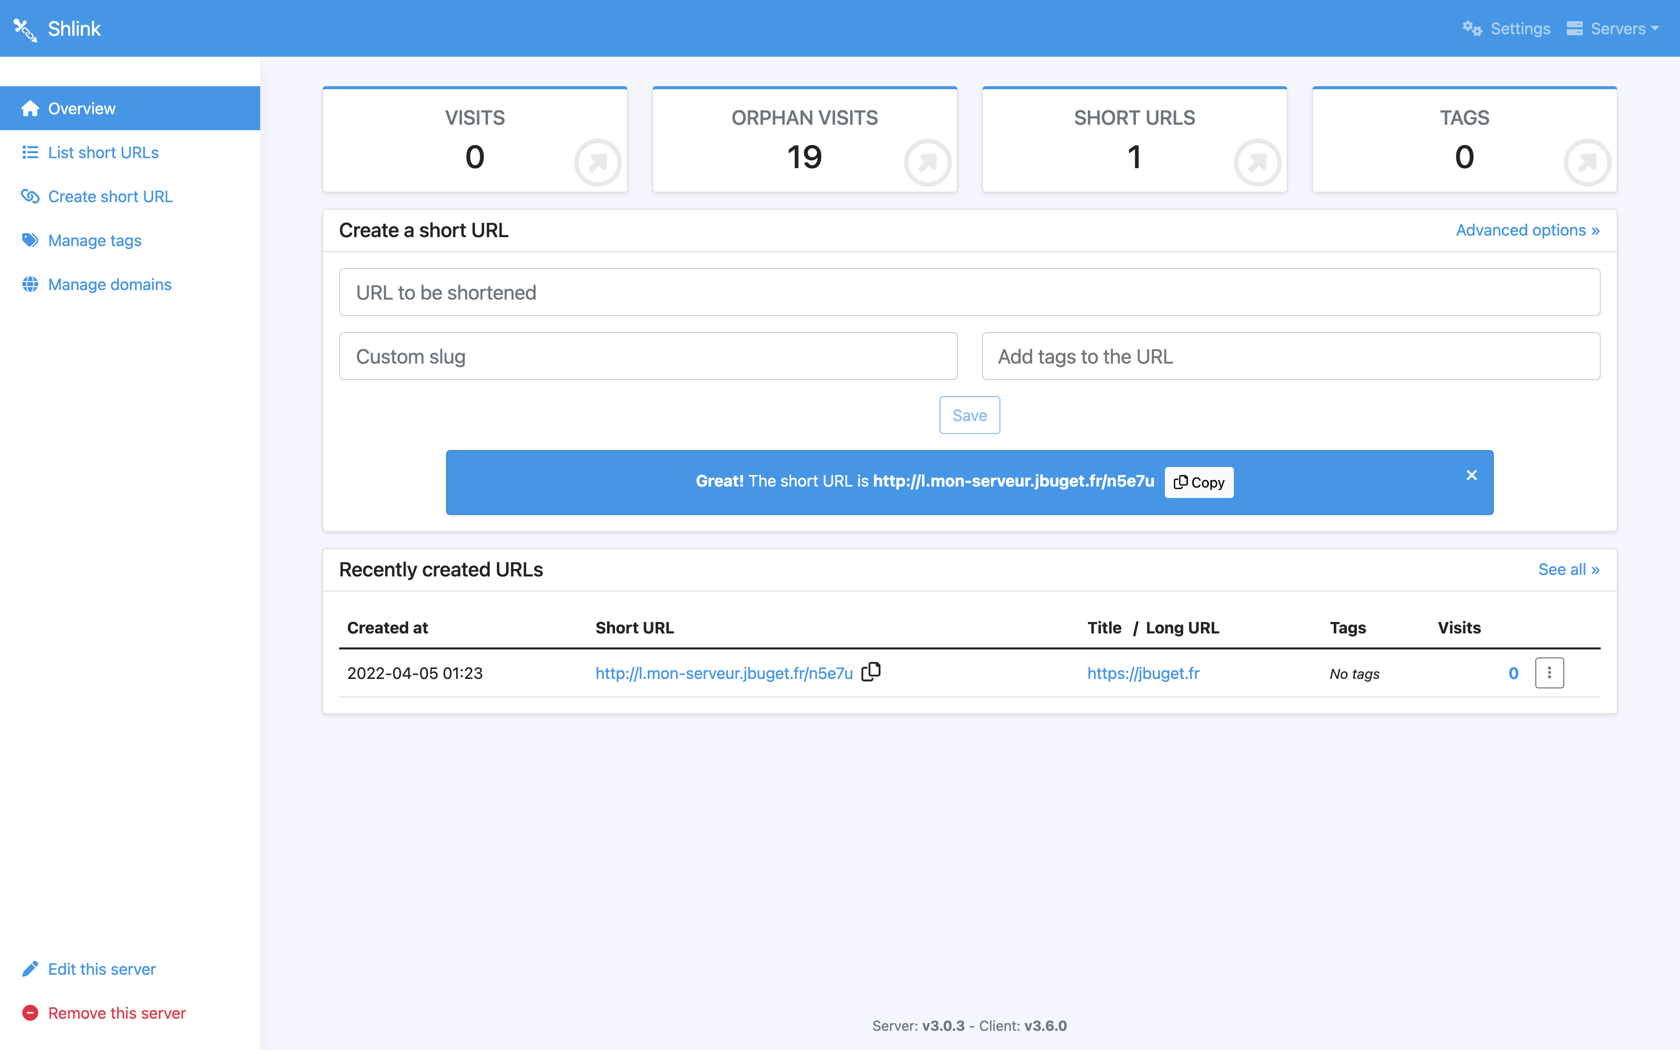 Shlink
Settings
Servers
Overview
List short URLs
Create short URL
Manage tags
Manage domains
Edit this server
Remove this server
VISITS
0
ORPHAN VISITS
19
SHORT URLS
1
TAGS
0
Create a short URL
Advanced options »
URL to be shortened
Custom slug
Add tags to the URL
Save
Great! The short URL is http://l.mon-serveur.jbuget.fr/n5e7u Copy
×
Recently created URLs
See all »
Created at Short URL Title / Long URL Tags Visits
2022-04-05 01:23 http://l.mon-serveur.jbuget.fr/n5e7u https://jbuget.fr No tags 0
Server: v3.0.3 - Client: v3.6.0